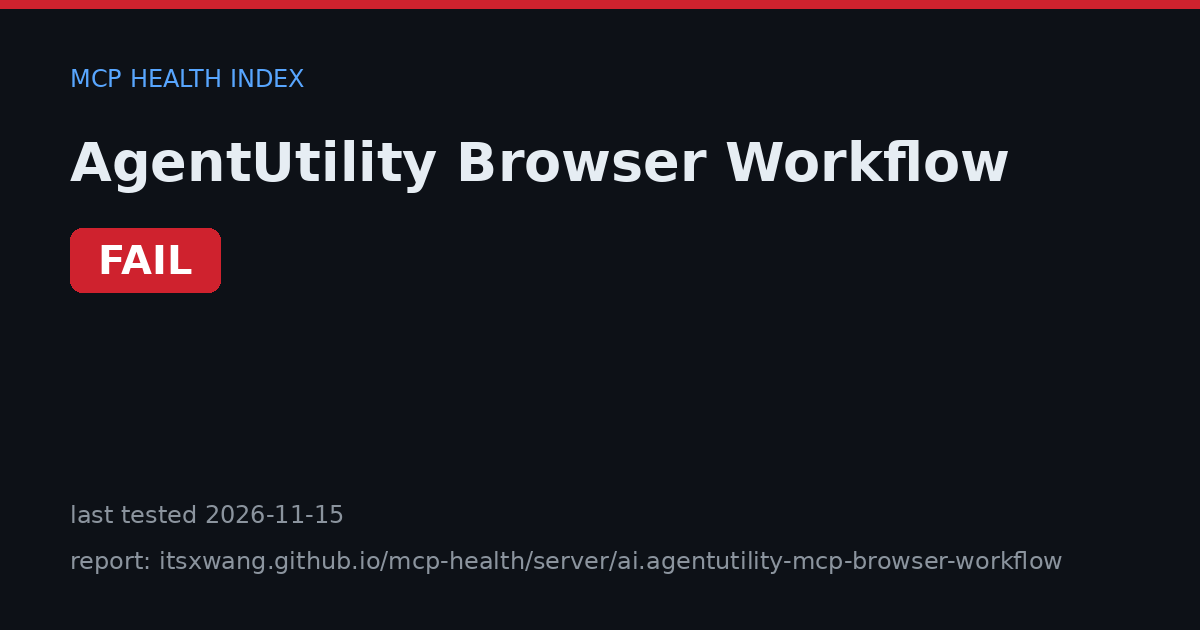 MCP HEALTH INDEX
AgentUtility Browser Workflow
FAIL
last tested 2026-11-15
report: itsxwang.github.io/mcp-health/server/ai.agentutility-mcp-browser-workflow